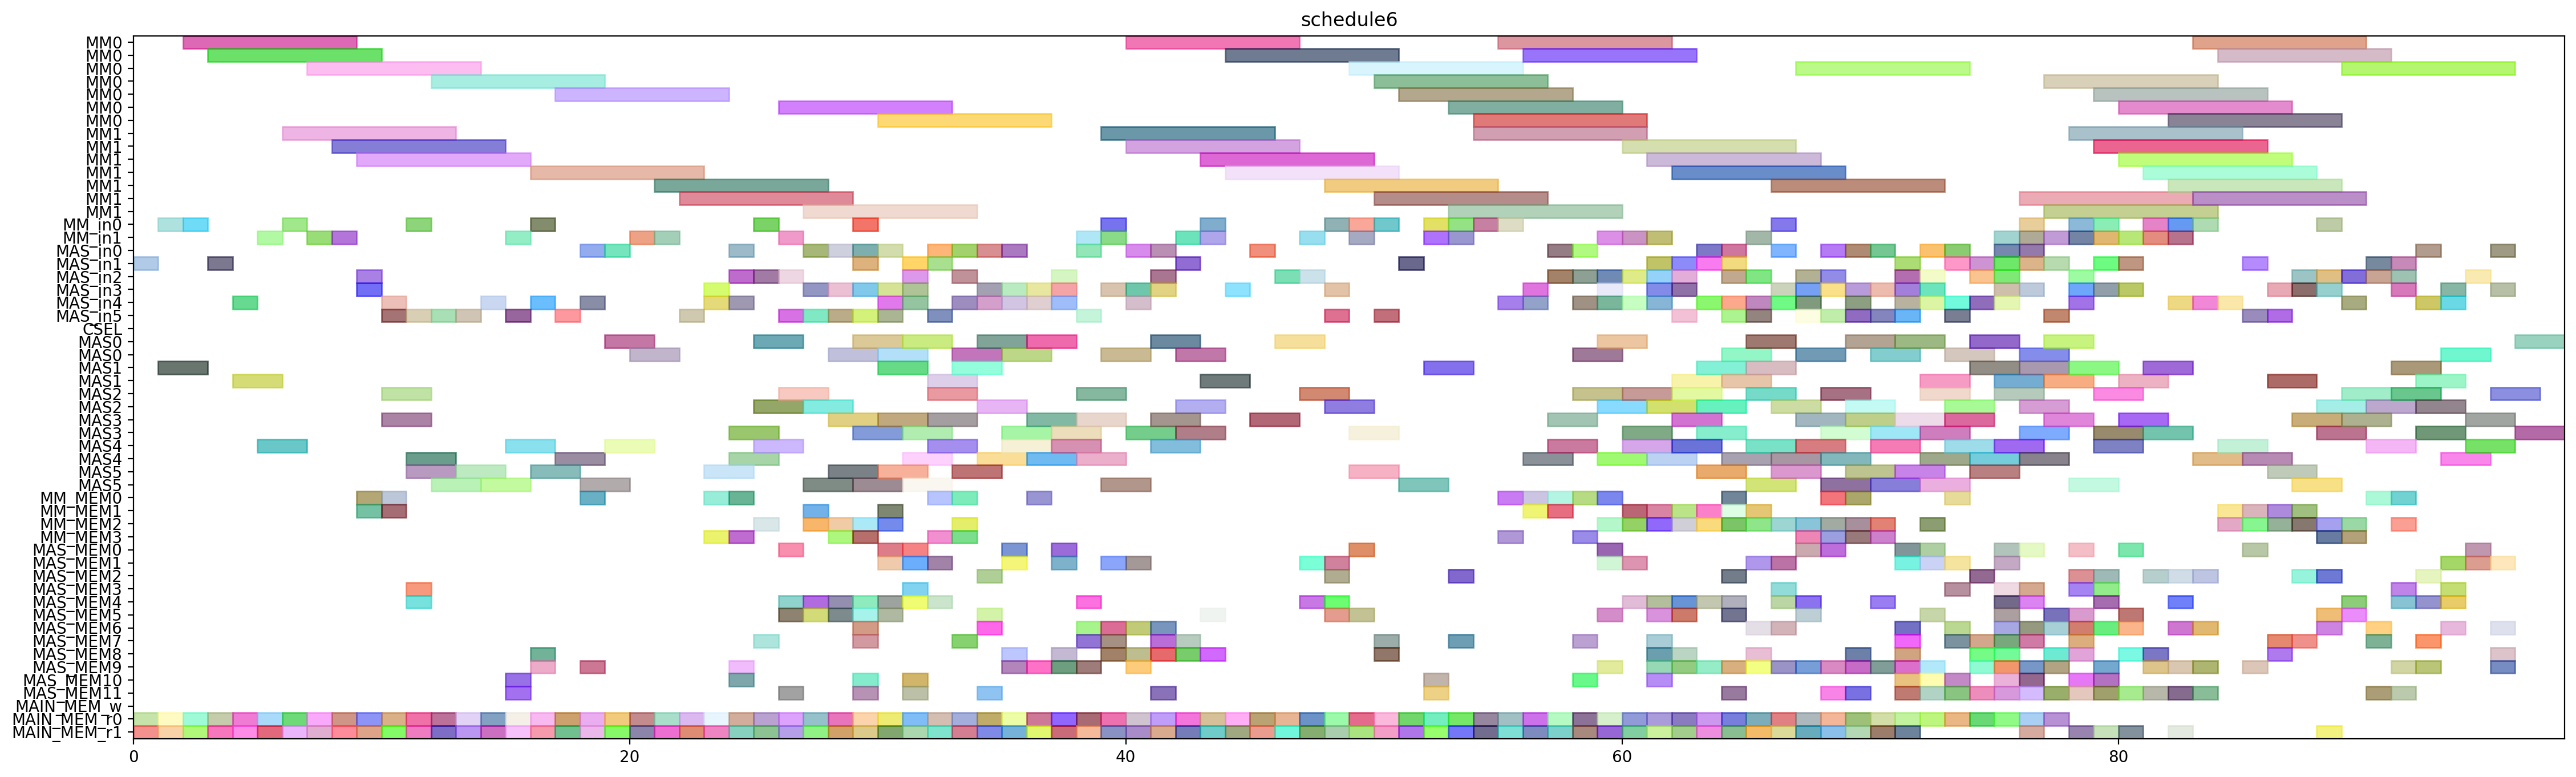 schedule6
MM0
MM0
MM0
MM0
MM0
MM0
MM0
MM1
MM1
MM1
MM1
MM1
MM1
MM1
MM_in0
MM_in1
MAS_in0
MAS_in1
MAS_in2
MAS_in3
MAS_in4
MAS_in5
CSEL
MAS0
MAS0
MAS1
MAS1
MAS2
MAS2
MAS3
MAS3
MAS4
MAS4
MAS5
MAS5
MM_MEM0
MM_MEM1
MM_MEM2
MM_MEM3
MAS_MEM0
MAS_MEM1
MAS_MEM2
MAS_MEM3
MAS_MEM4
MAS_MEM5
MAS_MEM6
MAS_MEM7
MAS_MEM8
MAS_MEM9
MAS_MEM10
MAS_MEM11
MAIN_MEM_w
MAIN_MEM_r0
MAIN_MEM_r1
0 20 40 60 80